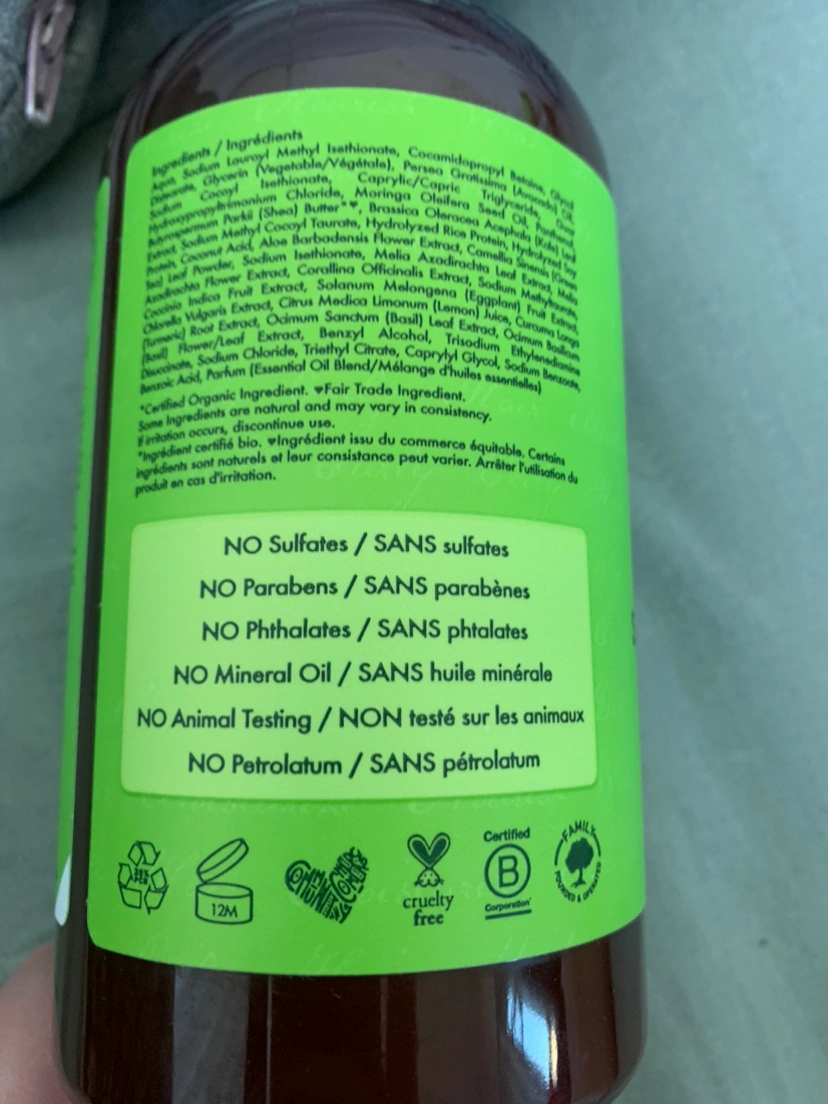 Ingredients / Ingrédients
Aqua, Sodium Lauroyl Methyl Isethionate, Cocamidopropyl Betaine, Glycol
Distearate, Glycerin (Vegetable/Végétale), Persea Gratissima (Avocado) Oil,
Sodium Cocoyl Isethionate, Caprylic/Capric Triglyceride, Guar
Hydroxypropyltrimonium Chloride, Moringa Oleifera Seed Oil, Panthenol,
Butyrospermum Parkii (Shea) Butter*♥, Brassica Oleracea Acephala (Kale) Leaf
Extract, Sodium Methyl Cocoyl Taurate, Hydrolyzed Rice Protein, Hydrolyzed Soy
Protein, Coconut Acid, Aloe Barbadensis Flower Extract, Camellia Sinensis (Green
Tea) Leaf Powder, Sodium Isethionate, Melia Azadirachta Leaf Extract, Melia
Azadirachta Flower Extract, Corallina Officinalis Extract, Sodium Methyltaurate,
Coccinia Indica Fruit Extract, Solanum Melongena (Eggplant) Fruit Extract,
Chlorella Vulgaris Extract, Citrus Medica Limonum (Lemon) Juice, Curcuma Longa
(Turmeric) Root Extract, Ocimum Sanctum (Basil) Leaf Extract, Ocimum Basilicum
(Basil) Flower/Leaf Extract, Benzyl Alcohol, Trisodium Ethylenediamine
Disuccinate, Sodium Chloride, Triethyl Citrate, Caprylyl Glycol, Sodium Benzoate,
Benzoic Acid, Parfum (Essential Oil Blend/Mélange d'huiles essentielles)
*Certified Organic Ingredient. ♥Fair Trade Ingredient.
Some Ingredients are natural and may vary in consistency.
If irritation occurs, discontinue use.
*Ingrédient certifié bio. ♥Ingrédient issu du commerce équitable. Certains
ingrédients sont naturels et leur consistance peut varier. Arrêter l'utilisation du
produit en cas d'irritation.
NO Sulfates / SANS sulfates
NO Parabens / SANS parabènes
NO Phthalates / SANS phtalates
NO Mineral Oil / SANS huile minérale
NO Animal Testing / NON testé sur les animaux
NO Petrolatum / SANS pétrolatum
12M
cruelty
free
Certified
B
Corporation
FAMILY
FOUNDED & OPERATED